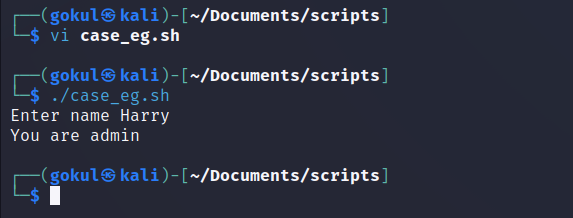 ┌──(gokul㉿kali)-[~/Documents/scripts]
└─$ vi case_eg.sh
┌──(gokul㉿kali)-[~/Documents/scripts]
└─$ ./case_eg.sh
Enter name Harry
You are admin
┌──(gokul㉿kali)-[~/Documents/scripts]
└─$